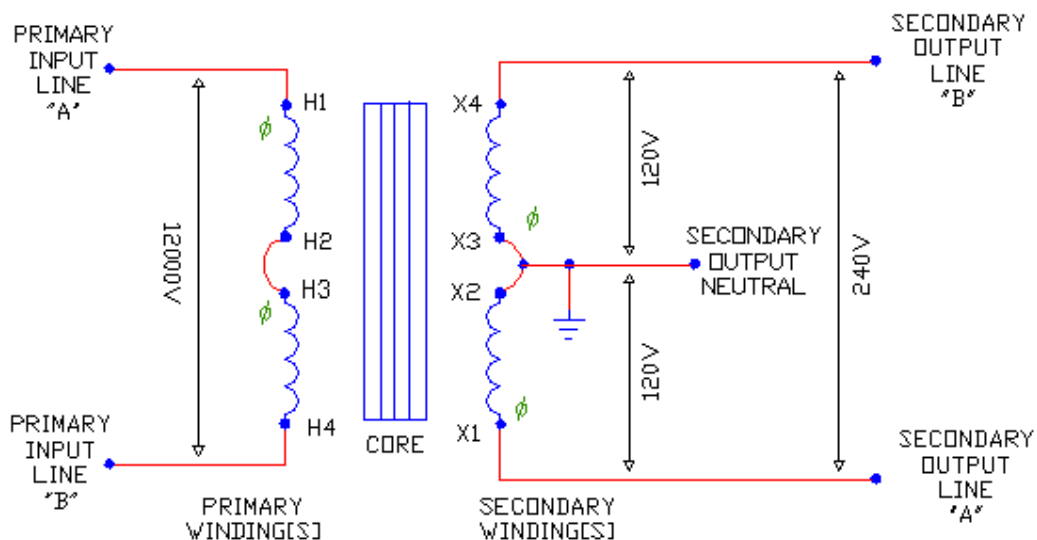 PRIMARY
INPUT
LINE
"A"
SECONDARY
OUTPUT
LINE
"B"
H1
ϕ
X4
12000V
120V
240V
H2
X3
ϕ
SECONDARY
OUTPUT
NEUTRAL
H3
ϕ
X2
120V
H4
CORE
X1
ϕ
PRIMARY
INPUT
LINE
"B"
SECONDARY
OUTPUT
LINE
"A"
PRIMARY
WINDING[S]
SECONDARY
WINDING[S]